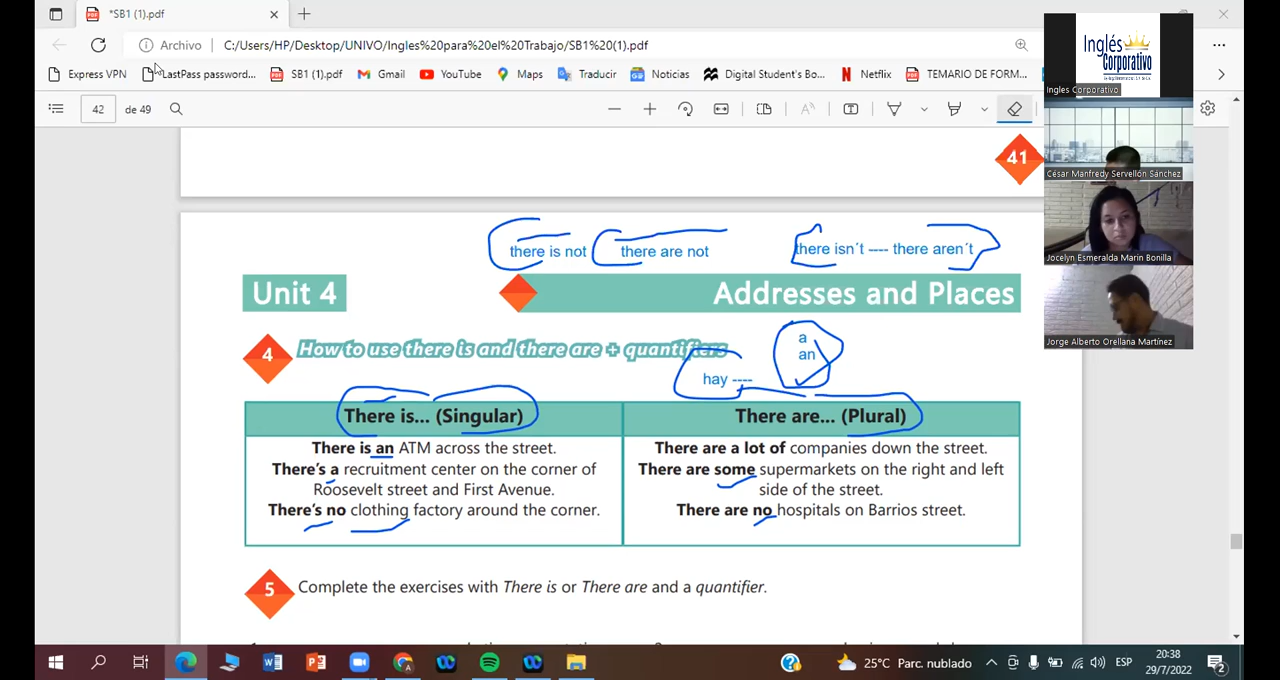 *SB1 (1).pdf
Archivo
C:/Users/HP/Desktop/UNIVO/Ingles%20para%20el%20Trabajo/SB1%20(1).pdf
Express VPN
LastPass password...
SB1 (1).pdf
Gmail
YouTube
Maps
Traducir
Noticias
Digital Student's Bo...
Netflix
TEMARIO DE FORM...
42
de 49
Inglés
Corporativo
Ingles Corporativo
41
César Manfredy Servellón Sánchez
Jocelyn Esmeralda Marin Bonilla
Jorge Alberto Orellana Martínez
there is not
there are not
there isn´t ---- there aren´t
Unit 4
Addresses and Places
4
How to use there is and there are + quantifiers
a
an
hay ----
There is... (Singular)
There are... (Plural)
There is an ATM across the street.
There's a recruitment center on the corner of
Roosevelt street and First Avenue.
There's no clothing factory around the corner.
There are a lot of companies down the street.
There are some supermarkets on the right and left
side of the street.
There are no hospitals on Barrios street.
5
Complete the exercises with There is or There are and a quantifier.
25°C Parc. nublado
ESP
20:38
29/7/2022
2